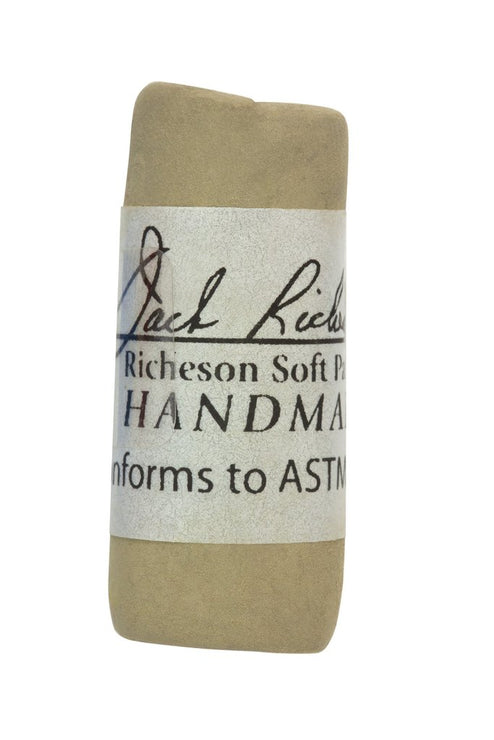 Jack Riche
Richeson Soft Pa
HANDMA
nforms to ASTM